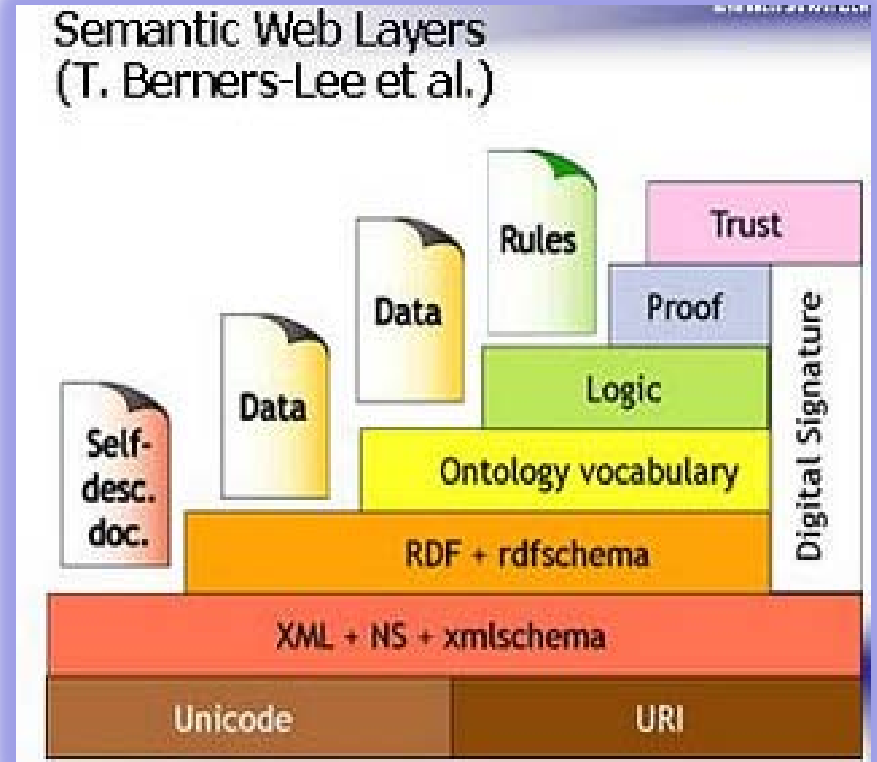 Semantic Web Layers
(T. Berners-Lee et al.)
Rules
Trust
Data
Proof
Data
Logic
Self-
desc.
doc.
Ontology vocabulary
Digital Signature
RDF + rdfschema
XML + NS + xmlschema
Unicode
URI